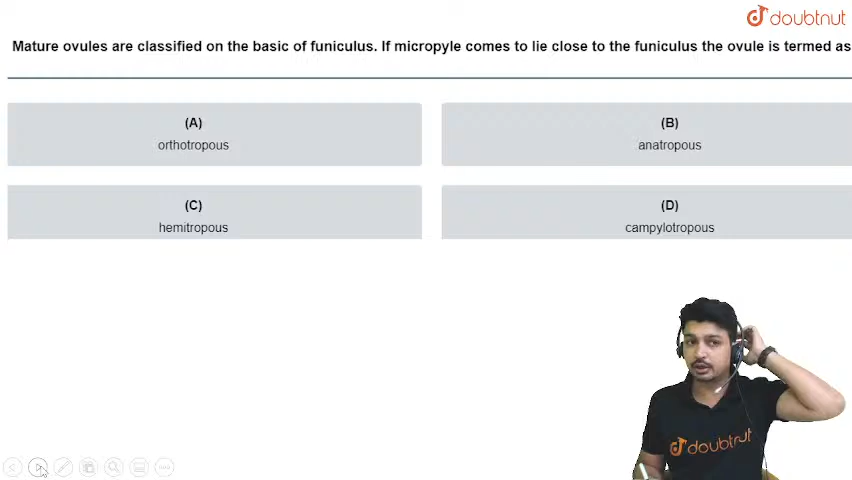 doubtnut
Mature ovules are classified on the basic of funiculus. If micropyle comes to lie close to the funiculus the ovule is termed as
(A)
orthotropous
(B)
anatropous
(C)
hemitropous
(D)
campylotropous
doubtnut